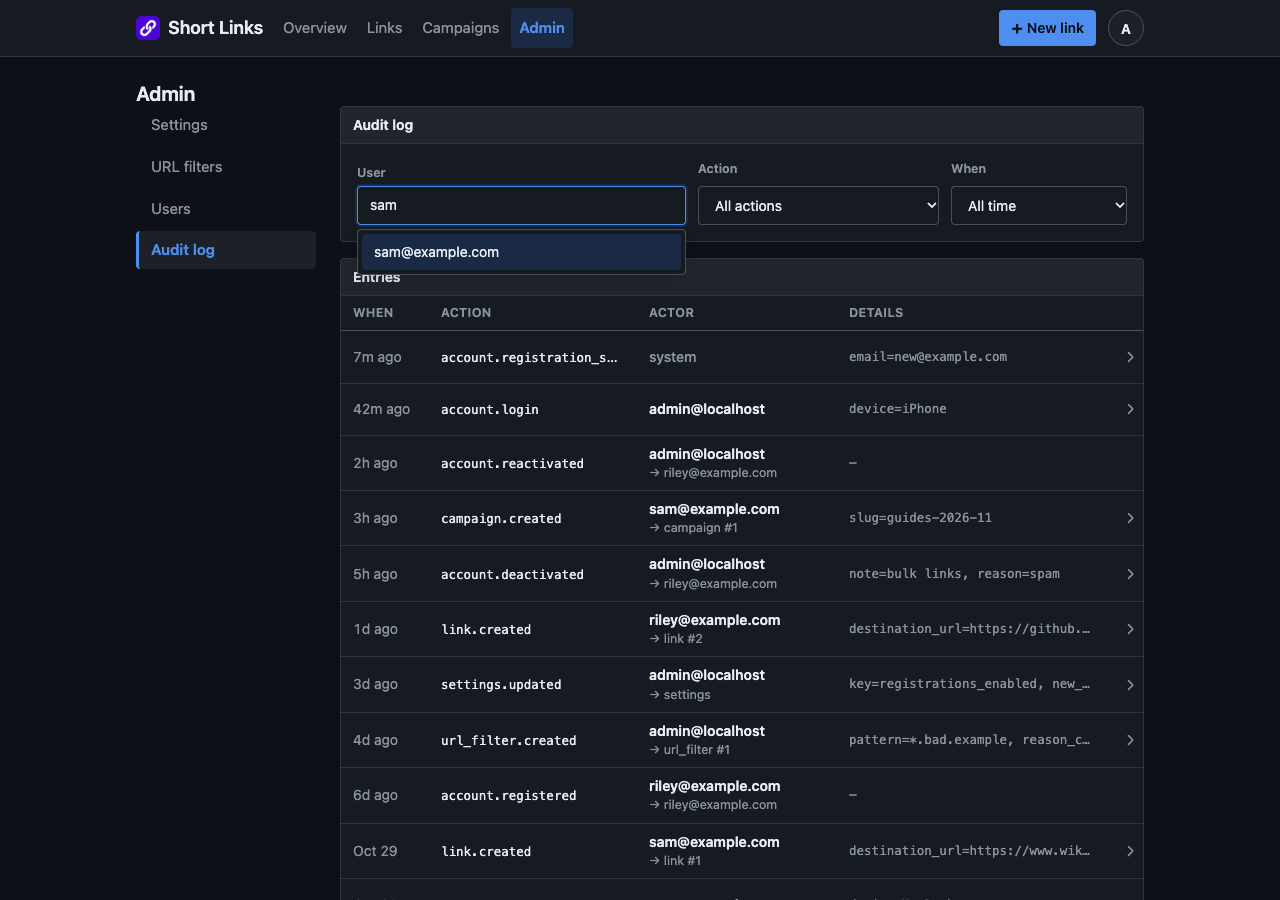 Short Links Overview Links Campaigns Admin + New link A
Admin
Settings
URL filters
Users
Audit log
Audit log
User Action When
sam All actions All time
sam@example.com
Entries
WHEN ACTION ACTOR DETAILS
7m ago account.registration_s... system email=new@example.com
42m ago account.login admin@localhost device=iPhone
2h ago account.reactivated admin@localhost –
→ riley@example.com
3h ago campaign.created sam@example.com slug=guides-2026-11
→ campaign #1
5h ago account.deactivated admin@localhost note=bulk links, reason=spam
→ riley@example.com
1d ago link.created riley@example.com destination_url=https://github.…
→ link #2
3d ago settings.updated admin@localhost key=registrations_enabled, new_…
→ settings
4d ago url_filter.created admin@localhost pattern=*.bad.example, reason_c…
→ url_filter #1
6d ago account.registered riley@example.com –
→ riley@example.com
Oct 29 link.created sam@example.com destination_url=https://www.wik…
→ link #1